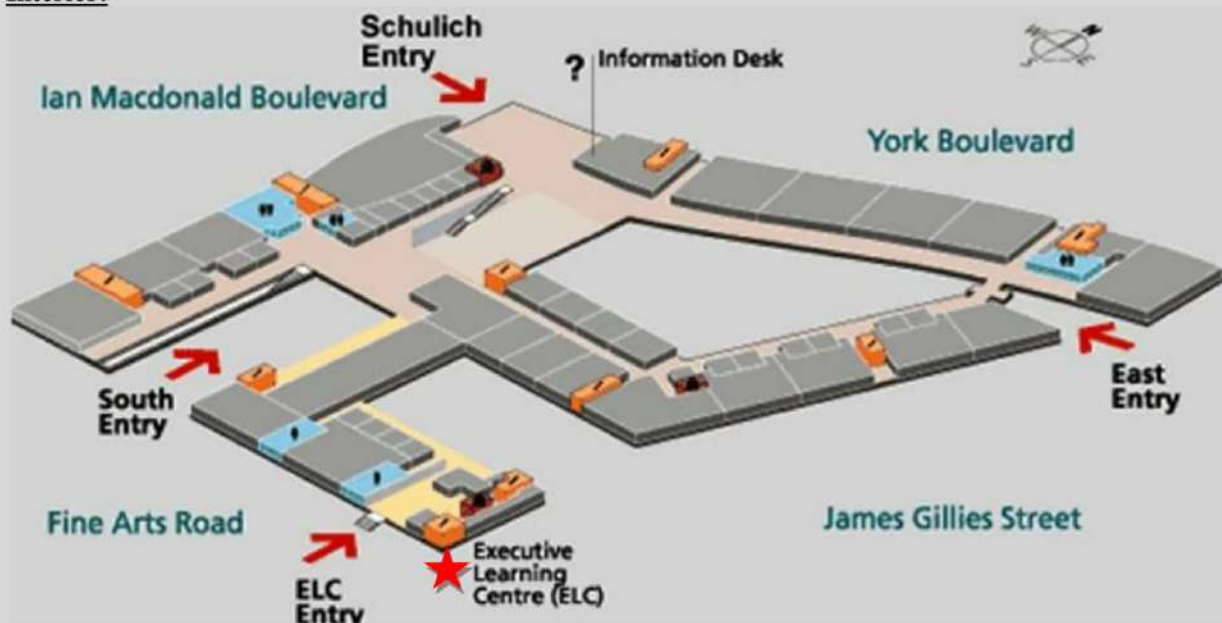 Schulich
Entry
?
Information Desk
Ian Macdonald Boulevard
York Boulevard
South
Entry
East
Entry
Fine Arts Road
James Gillies Street
Executive
Learning
Centre (ELC)
ELC
Entry